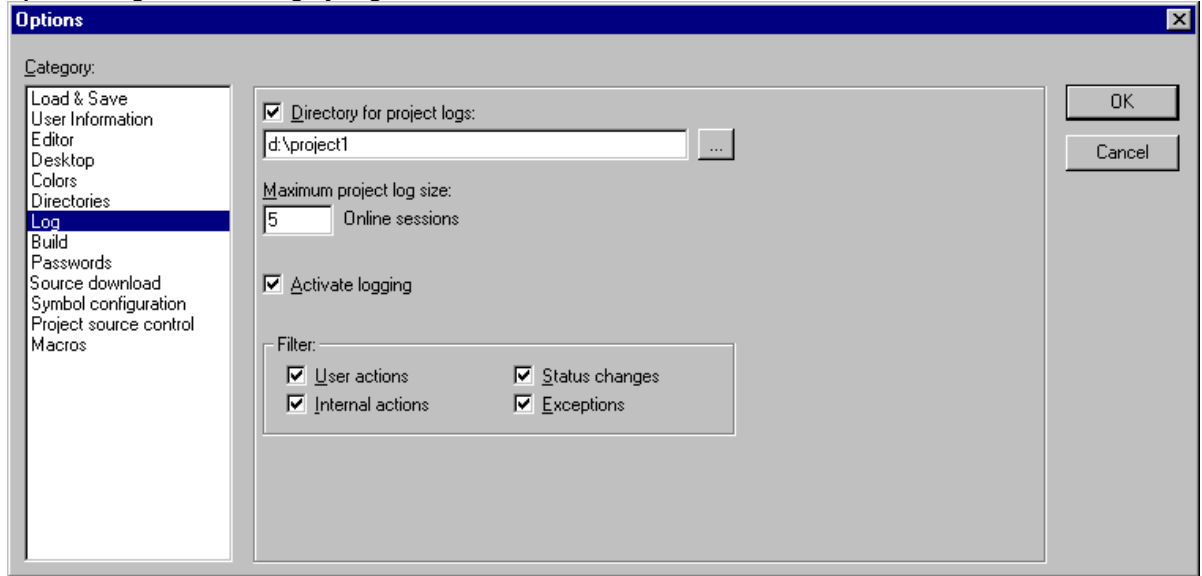 Options
Category:
Load & Save
User Information
Editor
Desktop
Colors
Directories
Log
Build
Passwords
Source download
Symbol configuration
Project source control
Macros
Directory for project logs:
d:\project1
...
Maximum project log size:
5 Online sessions
Activate logging
Filter:
User actions Status changes
Internal actions Exceptions
OK
Cancel